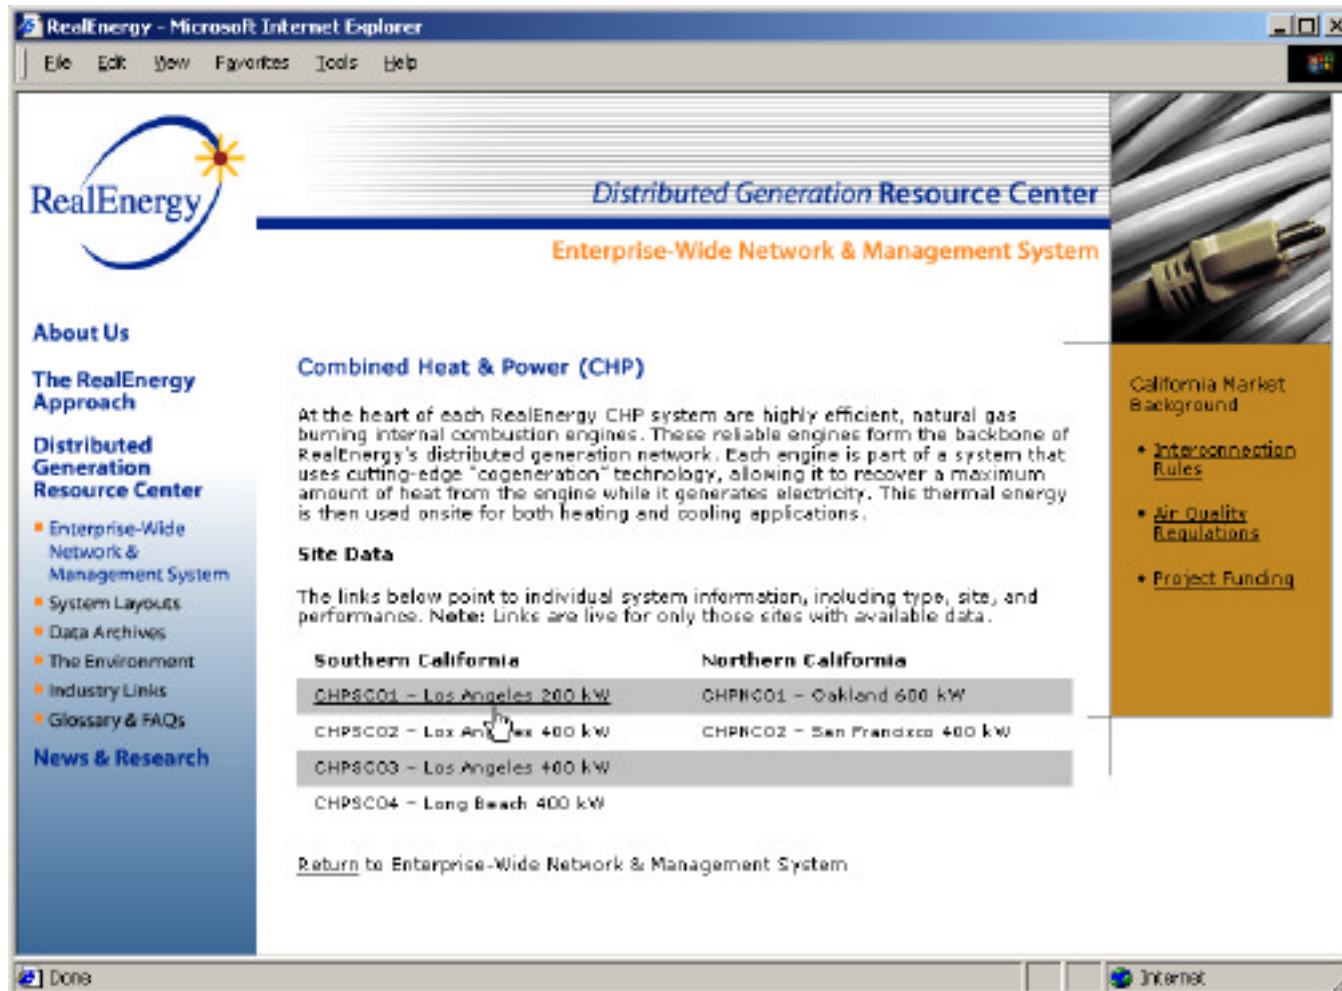 RealEnergy - Microsoft Internet Explorer
File Edit View Favorites Tools Help
RealEnergy
Distributed Generation Resource Center
Enterprise-Wide Network & Management System
About Us
The RealEnergy
Approach
Distributed
Generation
Resource Center
Enterprise-Wide
Network &
Management System
System Layouts
Data Archives
The Environment
Industry Links
Glossary & FAQs
News & Research
Combined Heat & Power (CHP)
At the heart of each RealEnergy CHP system are highly efficient, natural gas
burning internal combustion engines. These reliable engines form the backbone of
RealEnergy's distributed generation network. Each engine is part of a system that
uses cutting-edge "cogeneration" technology, allowing it to recover a maximum
amount of heat from the engine while it generates electricity. This thermal energy
is then used onsite for both heating and cooling applications.
Site Data
The links below point to individual system information, including type, site, and
performance. Note: Links are live for only those sites with available data.
Southern California Northern California
CHPSC01 - Los Angeles 200 kW CHPNC01 - Oakland 600 kW
CHPSC02 - Los Angeles 400 kW CHPNC02 - San Francisco 400 kW
CHPSC03 - Los Angeles 400 kW
CHPSC04 - Long Beach 400 kW
Return to Enterprise-Wide Network & Management System
California Market
Background
• Interconnection
Rules
• Air Quality
Regulations
• Project Funding
Done
Internet